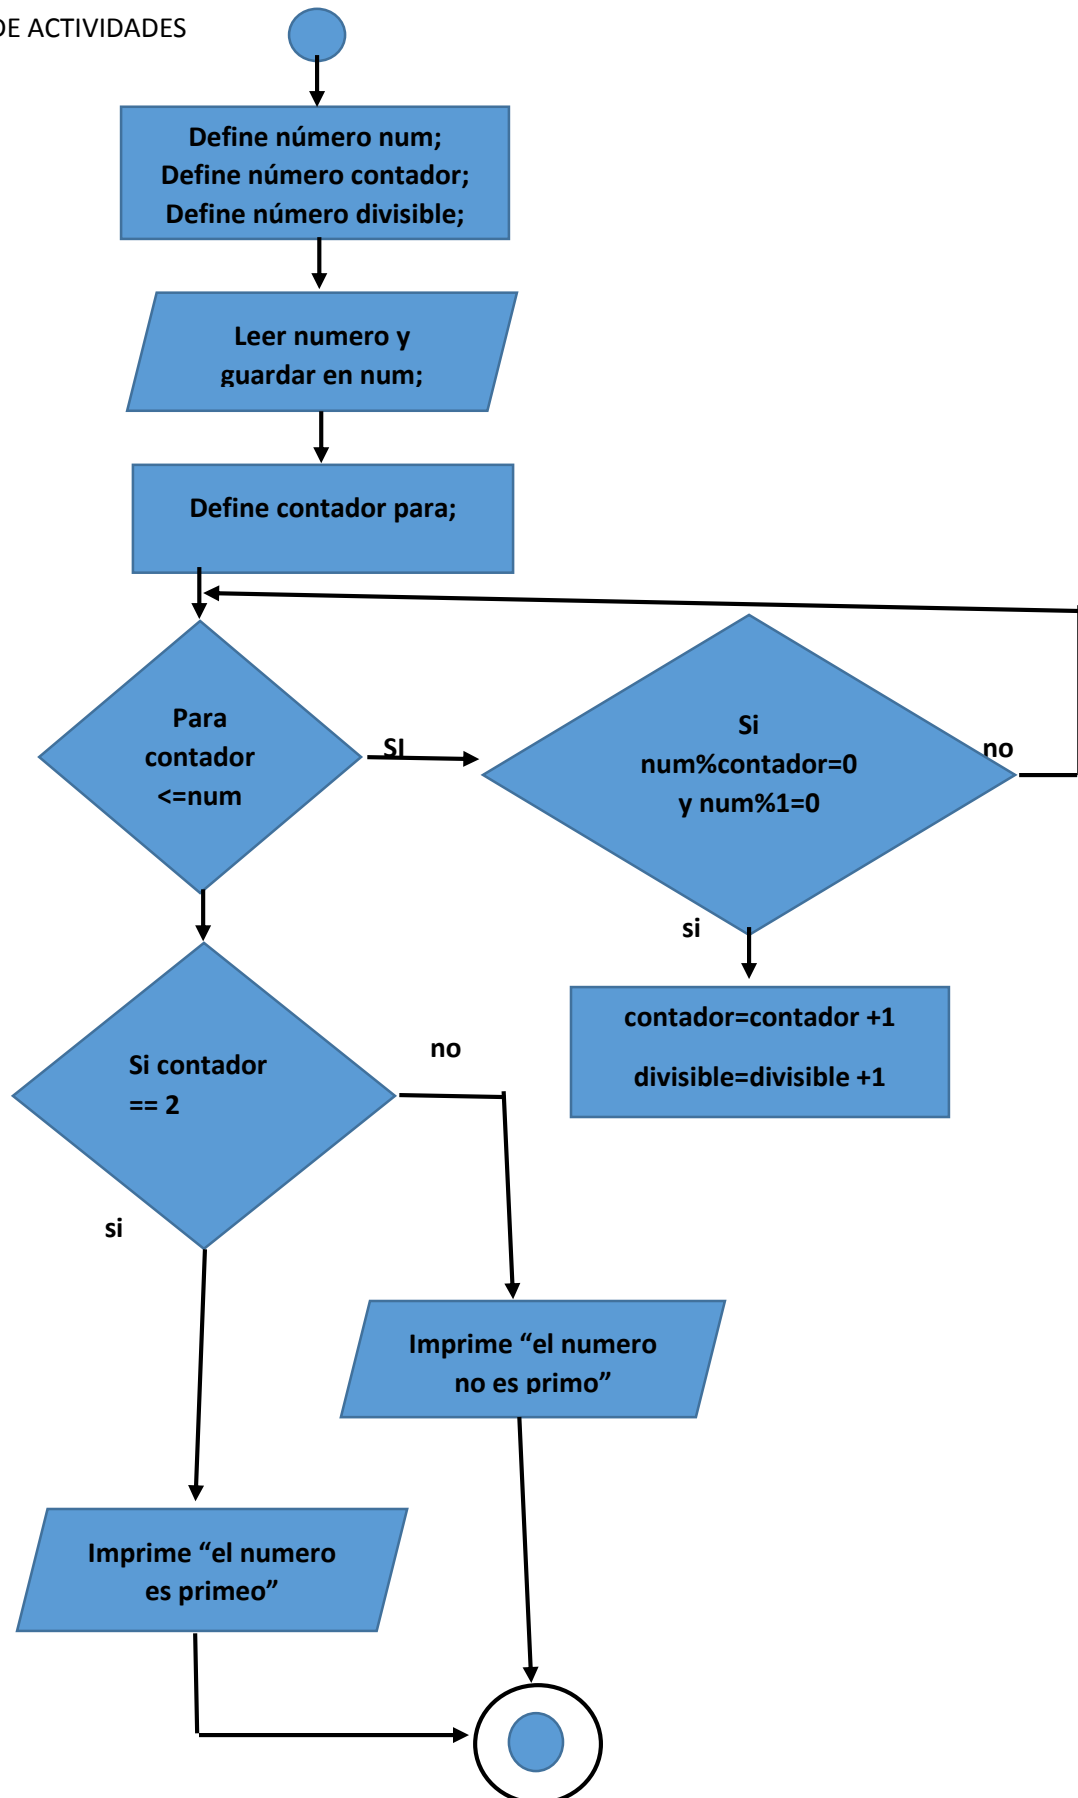 DE ACTIVIDADES
Define número num;
Define número contador;
Define número divisible;
Leer numero y
guardar en num;
Define contador para;
Para
contador
<=num
SI
Si
num%contador=0
y num%1=0
no
si
contador=contador +1
divisible=divisible +1
Si contador
== 2
no
si
Imprime “el numero
no es primo”
Imprime “el numero
es primeo”